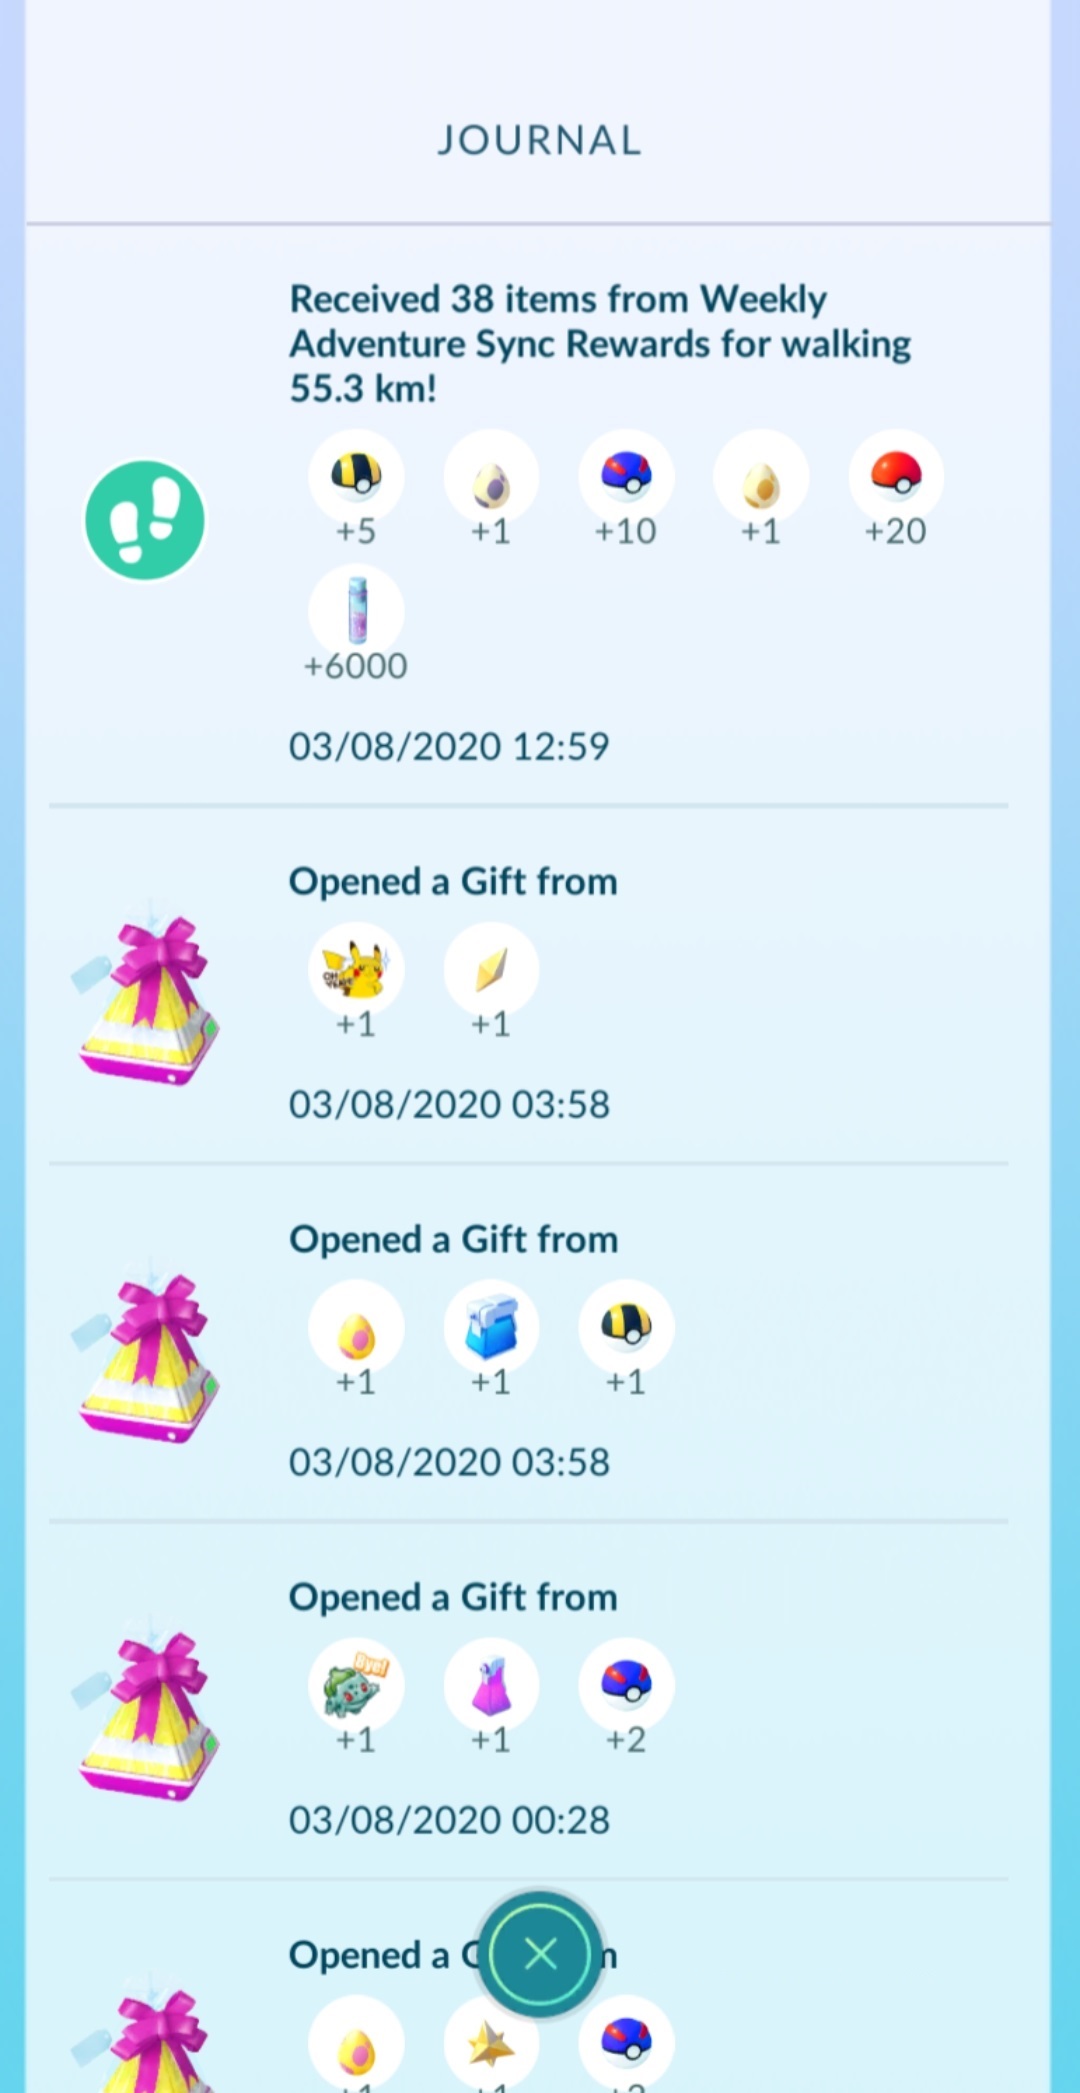 JOURNAL
Received 38 items from Weekly
Adventure Sync Rewards for walking
55.3 km!
+5 +1 +10 +1 +20
+6000
03/08/2020 12:59
Opened a Gift from
+1 +1
03/08/2020 03:58
Opened a Gift from
+1 +1 +1
03/08/2020 03:58
Opened a Gift from
Bye!
+1 +1 +2
03/08/2020 00:28
Opened a